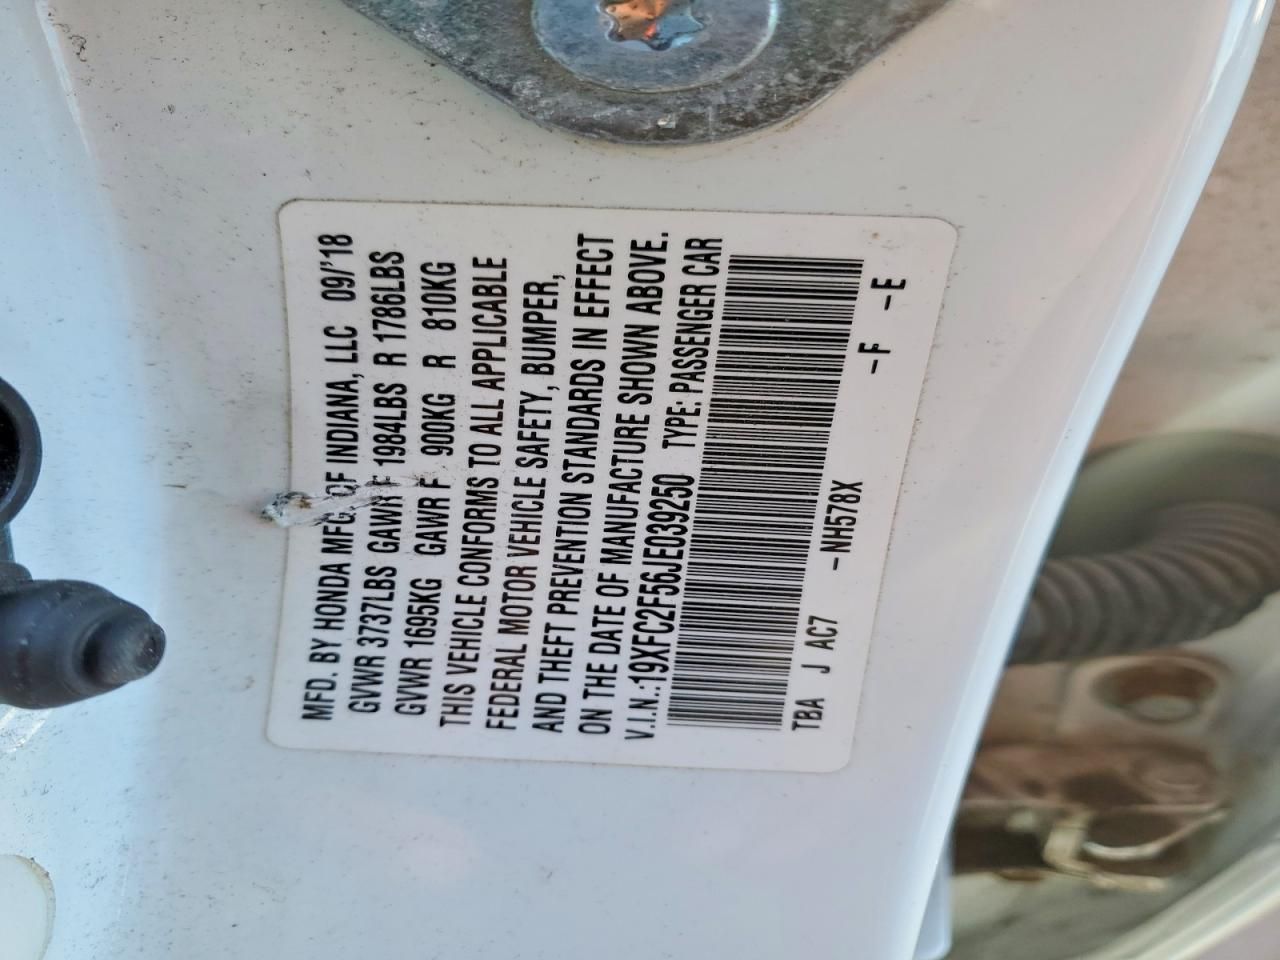 MFD. BY HONDA MFG. OF INDIANA, LLC 09/'18
GVWR 3737LBS GAWR F 1984LBS R 1786LBS
GVWR 1695KG GAWR F 900KG R 810KG
THIS VEHICLE CONFORMS TO ALL APPLICABLE
FEDERAL MOTOR VEHICLE SAFETY, BUMPER,
AND THEFT PREVENTION STANDARDS IN EFFECT
ON THE DATE OF MANUFACTURE SHOWN ABOVE.
V.I.N.:19XFC2F56JE039250 TYPE: PASSENGER CAR
TBA J AC7 -NH578X -F -E